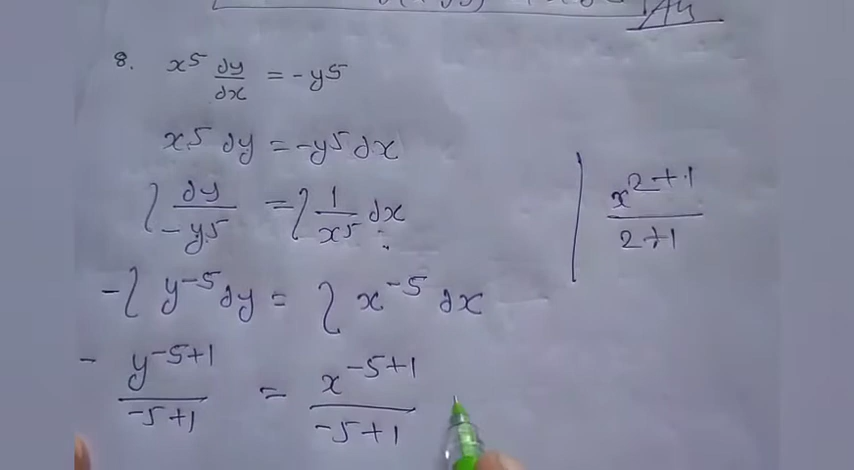 8. x⁵ dy/dx = -y⁵
x⁵ dy = -y⁵ dx
∫ dy/-y⁵ = ∫ 1/x⁵ dx
x²⁺¹/2+1
-∫ y⁻⁵ dy = ∫ x⁻⁵ dx
- y⁻⁵⁺¹/-5+1 = x⁻⁵⁺¹/-5+1